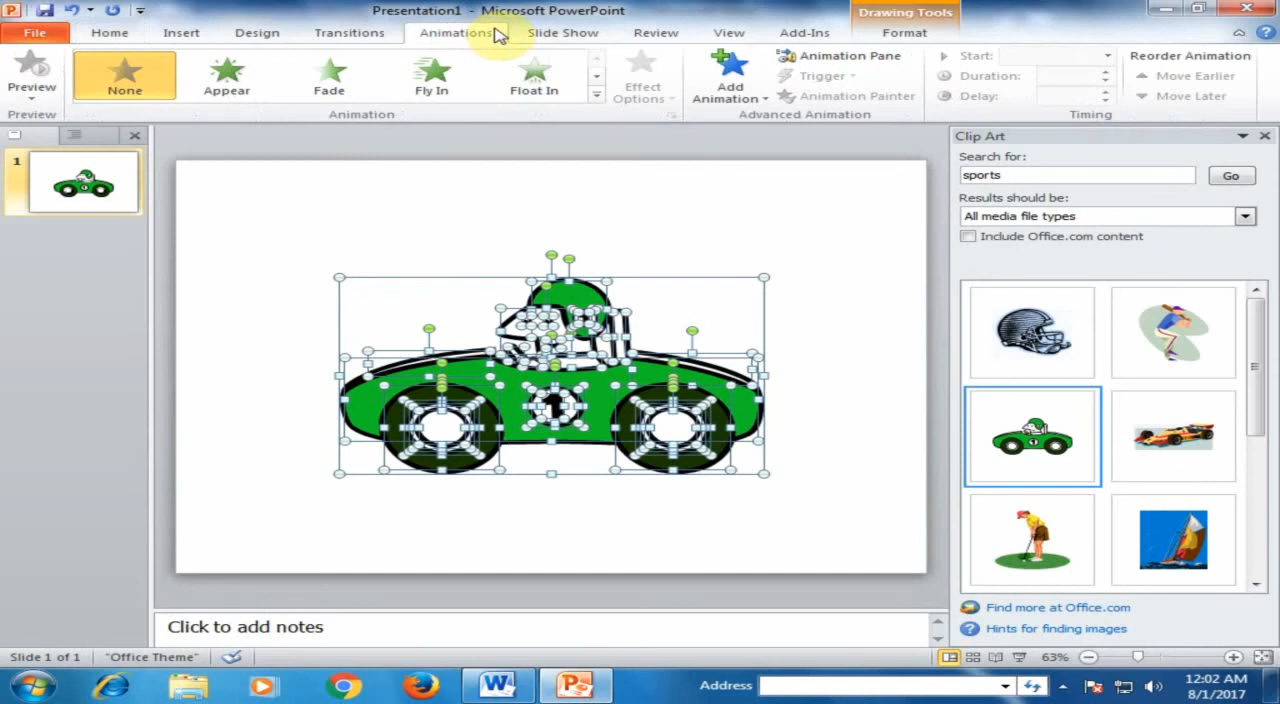 Presentation1 - Microsoft PowerPoint
Drawing Tools
File Home Insert Design Transitions Animations Slide Show Review View Add-Ins Format
Preview
None
Appear
Fade
Fly In
Float In
Effect
Options
Add
Animation
Animation Pane
Trigger
Animation Painter
Start:
Duration:
Delay:
Reorder Animation
Move Earlier
Move Later
Preview
Animation
Advanced Animation
Timing
1
1
1
Clip Art
Search for:
sports
Go
Results should be:
All media file types
Include Office.com content
Find more at Office.com
Hints for finding images
Click to add notes
Slide 1 of 1
"Office Theme"
63%
Address
12:02 AM
8/1/2017